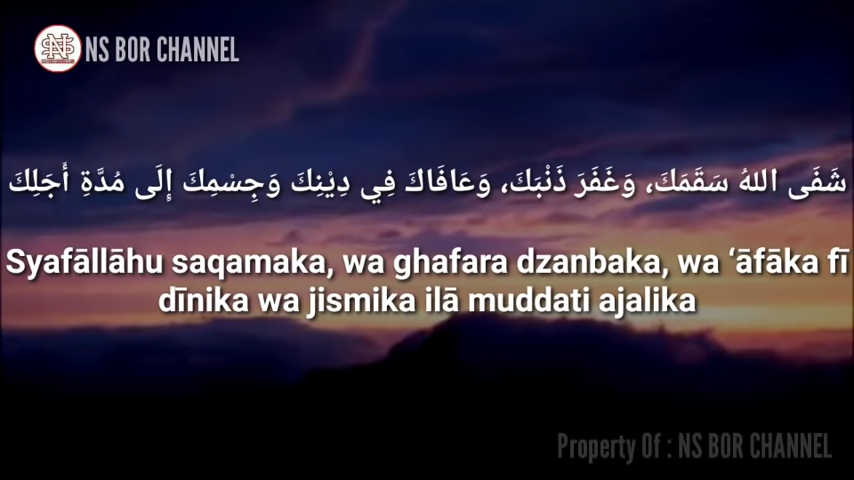 NS BOR CHANNEL
شَفَى اللهُ سَقَمَكَ، وَغَفَرَ ذَنْبَكَ، وَعَافَاكَ فِي دِيْنِكَ وَجِسْمِكَ إِلَى مُدَّةِ أَجَلِكَ
Syafāllāhu saqamaka, wa ghafara dzanbaka, wa ‘āfāka fī
dīnika wa jismika ilā muddati ajalika
Property Of : NS BOR CHANNEL